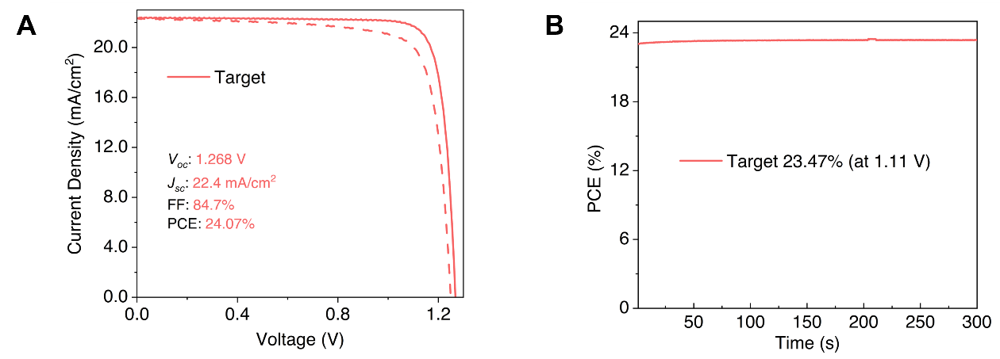 A
Current Density (mA/cm²)
22.0
20.0
16.0
12.0
8.0
4.0
0.0
Target
Voc: 1.268 V
Jsc: 22.4 mA/cm²
FF: 84.7%
PCE: 24.07%
0.0 0.4 0.8 1.2
Voltage (V)
B
PCE (%)
24
18
12
6
0
Target 23.47% (at 1.11 V)
50 100 150 200 250 300
Time (s)